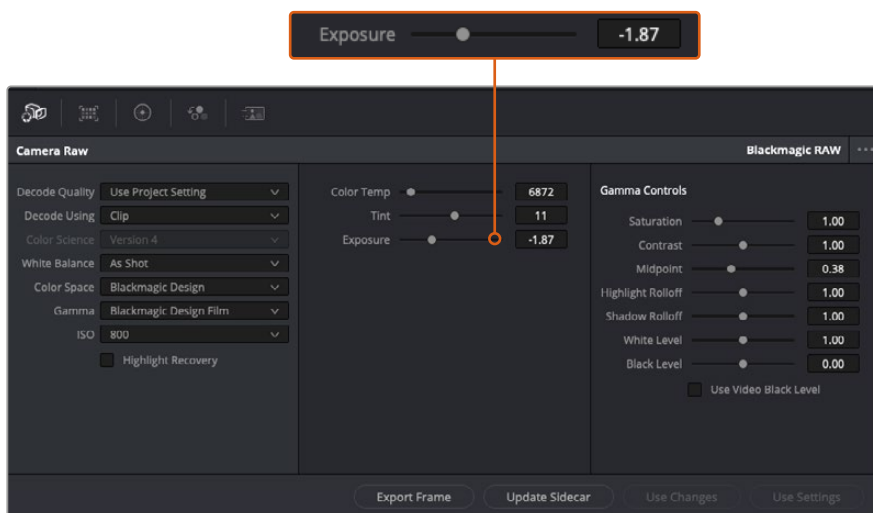 Exposure -1.87
Camera Raw Blackmagic RAW
Decode Quality Use Project Setting
Decode Using Clip
Color Science Version 4
White Balance As Shot
Color Space Blackmagic Design
Gamma Blackmagic Design Film
ISO 800
Highlight Recovery
Color Temp 6872
Tint 11
Exposure -1.87
Gamma Controls
Saturation 1.00
Contrast 1.00
Midpoint 0.38
Highlight Rolloff 1.00
Shadow Rolloff 1.00
White Level 1.00
Black Level 0.00
Use Video Black Level
Export Frame Update Sidecar Use Changes Use Settings